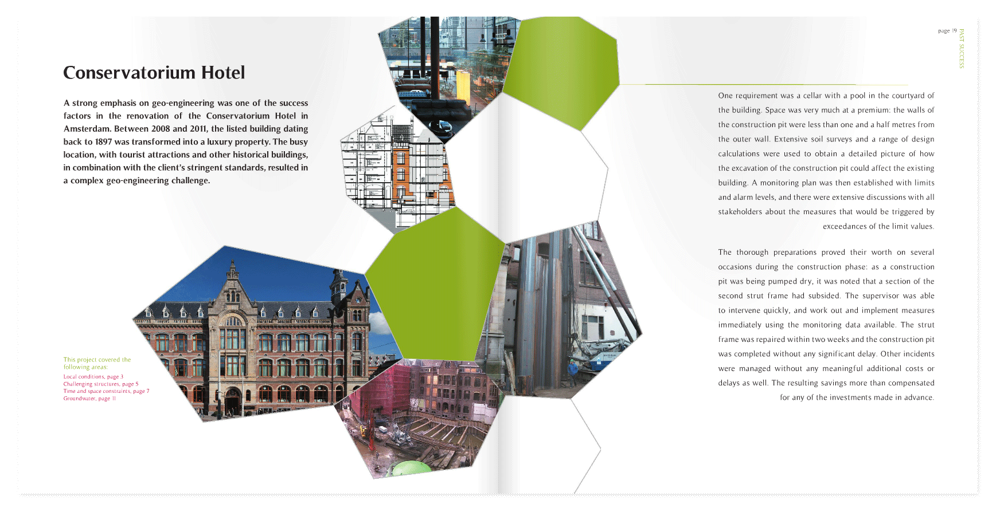 Conservatorium Hotel
A strong emphasis on geo-engineering was one of the success
factors in the renovation of the Conservatorium Hotel in
Amsterdam. Between 2008 and 2011, the listed building dating
back to 1897 was transformed into a luxury property. The busy
location, with tourist attractions and other historical buildings,
in combination with the client’s stringent standards, resulted in
a complex geo-engineering challenge.
This project covered the
following areas:
Local conditions, page 3
Challenging structures, page 5
Time and space constraints, page 7
Groundwater, page 11
page 19
PAST SUCCESS
One requirement was a cellar with a pool in the courtyard of
the building. Space was very much at a premium: the walls of
the construction pit were less than one and a half metres from
the outer wall. Extensive soil surveys and a range of design
calculations were used to obtain a detailed picture of how
the excavation of the construction pit could affect the existing
building. A monitoring plan was then established with limits
and alarm levels, and there were extensive discussions with all
stakeholders about the measures that would be triggered by
exceedances of the limit values.
The thorough preparations proved their worth on several
occasions during the construction phase: as a construction
pit was being pumped dry, it was noted that a section of the
second strut frame had subsided. The supervisor was able
to intervene quickly, and work out and implement measures
immediately using the monitoring data available. The strut
frame was repaired within two weeks and the construction pit
was completed without any significant delay. Other incidents
were managed without any meaningful additional costs or
delays as well. The resulting savings more than compensated
for any of the investments made in advance.